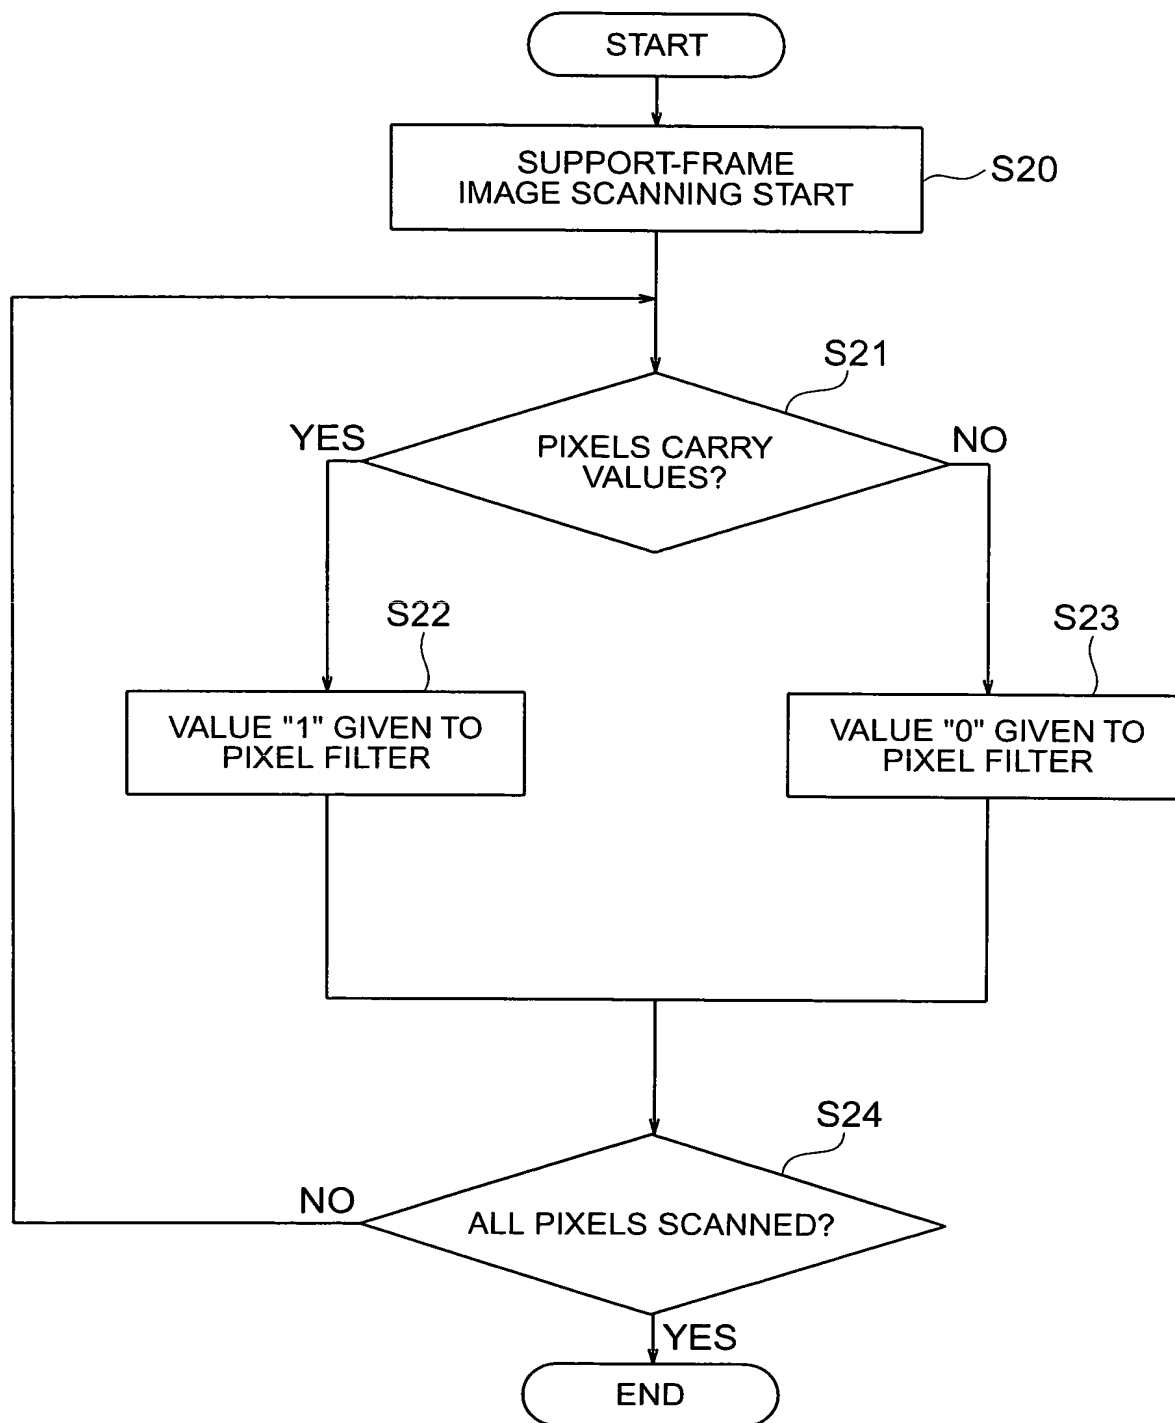 START
SUPPORT-FRAME
IMAGE SCANNING START
S20
S21
YES
NO
PIXELS CARRY
VALUES?
S22
S23
VALUE "1" GIVEN TO
PIXEL FILTER
VALUE "0" GIVEN TO
PIXEL FILTER
S24
NO
ALL PIXELS SCANNED?
YES
END